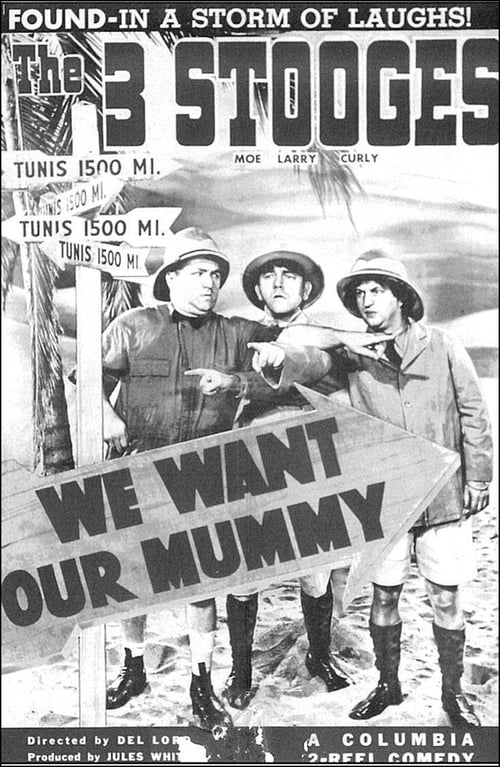 FOUND-IN A STORM OF LAUGHS!
The 3 STOOGES
MOE LARRY CURLY
TUNIS 1500 MI.
TUNIS 1500 MI.
TUNIS 1500 MI.
TUNIS 1500 MI
WE WANT
OUR MUMMY
Directed by DEL LORD
Produced by JULES WHIT
A COLUMBIA
2-REEL COMEDY